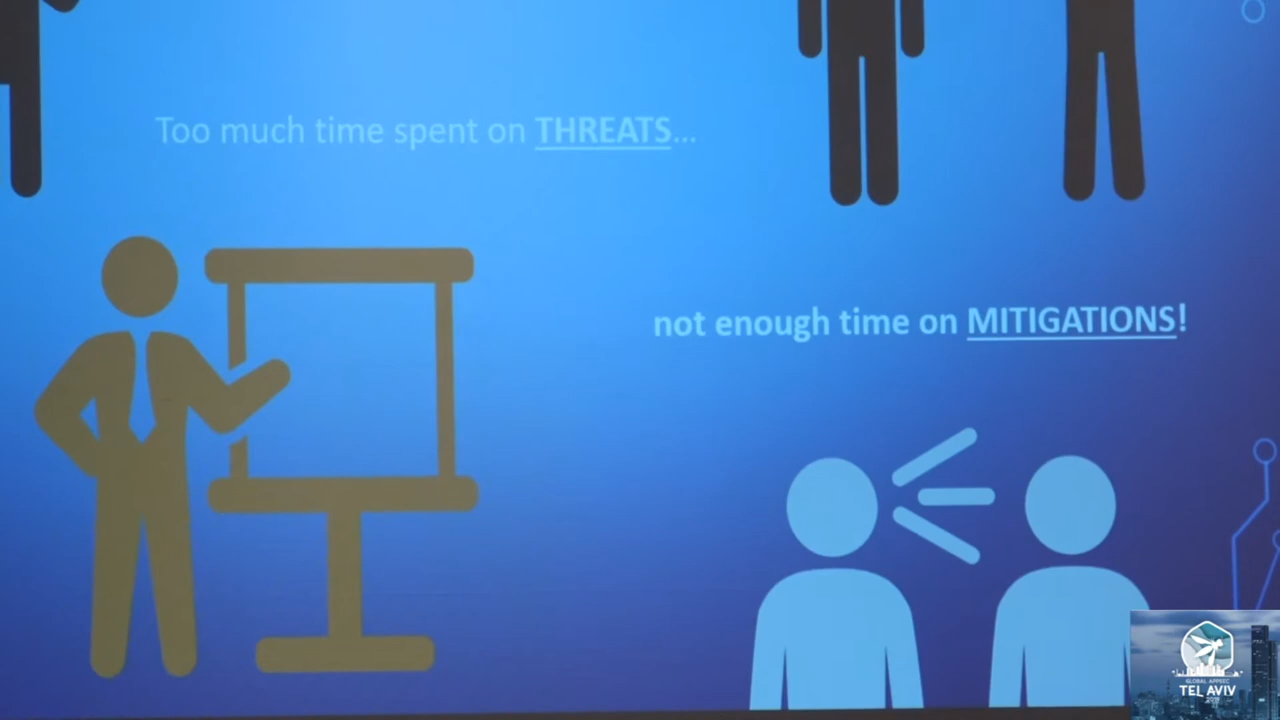 Too much time spent on THREATS...
not enough time on MITIGATIONS!
GLOBAL APPSEC
TEL AVIV